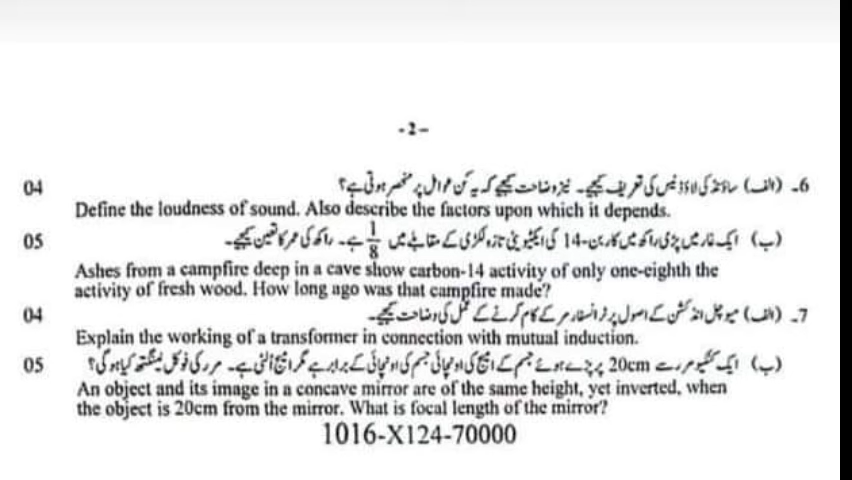 -2-
04 6۔ (الف) ساؤنڈ کی لاؤڈنیس کی تعریف کیجیے۔ نیز وضاحت کیجیے کہ یہ کن عوامل پر منحصر ہوتی ہے؟
Define the loudness of sound. Also describe the factors upon which it depends.
05 (ب) ایک غار میں پڑی راکھ میں کاربن-14 کی ایکٹیویٹی تازہ لکڑی کے مقابلے میں 1/8 ہے۔ راکھ کی عمر کا تعین کیجیے۔
Ashes from a campfire deep in a cave show carbon-14 activity of only one-eighth the
activity of fresh wood. How long ago was that campfire made?
04 7۔ (الف) میوچل انڈکشن کے اصول پر ٹرانسفارمر کے کام کرنے کے عمل کی وضاحت کیجیے۔
Explain the working of a transformer in connection with mutual induction.
05 (ب) ایک کنکیو مرر سے 20cm پر پڑے ہوئے جسم کے امیج کی اونچائی جسم کی اونچائی کے برابر ہے مگر امیج الٹی ہے۔ مرر کی فوکل لینگتھ کیا ہوگی؟
An object and its image in a concave mirror are of the same height, yet inverted, when
the object is 20cm from the mirror. What is focal length of the mirror?
1016-X124-70000